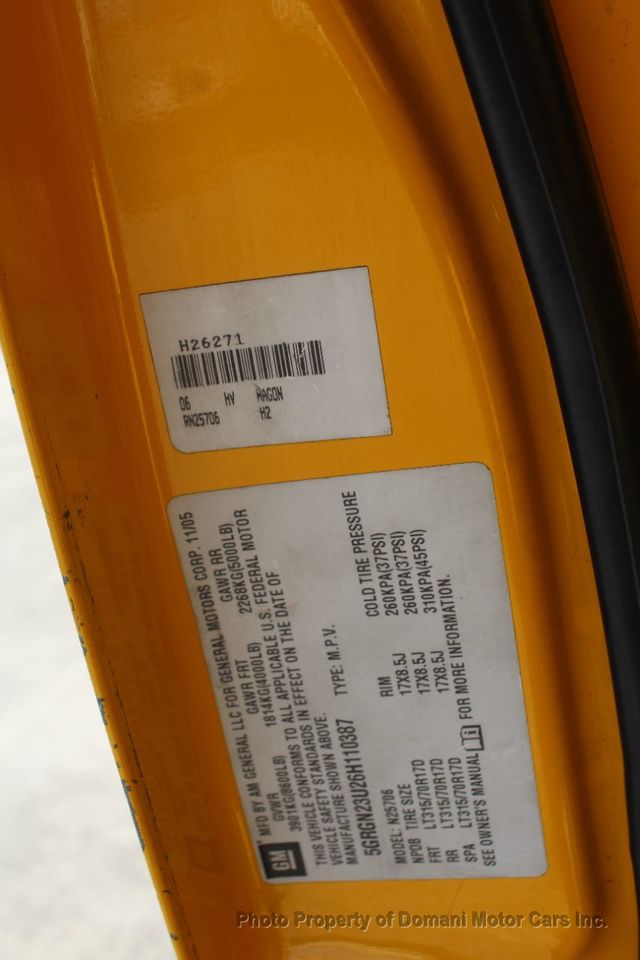 H26271
06 HV WAGON
RN25706 H2
MFD BY AM GENERAL LLC FOR GENERAL MOTORS CORP. 11/05
GVWR GAWR FRT GAWR RR
3901KG(8600LB) 1814KG(4000LB) 2268KG(5000LB)
THIS VEHICLE CONFORMS TO ALL APPLICABLE U.S. FEDERAL MOTOR
VEHICLE SAFETY STANDARDS IN EFFECT ON THE DATE OF
MANUFACTURE SHOWN ABOVE.
5GRGN23U26H110387 TYPE: M.P.V.
MODEL: N25706
NPDB TIRE SIZE RIM COLD TIRE PRESSURE
FRT LT315/70R17D 17X8.5J 260KPA(37PSI)
RR LT315/70R17D 17X8.5J 260KPA(37PSI)
SPA LT315/70R17D 17X8.5J 310KPA(45PSI)
SEE OWNER'S MANUAL FOR MORE INFORMATION.
GM
Photo Property of Domani Motor Cars Inc.